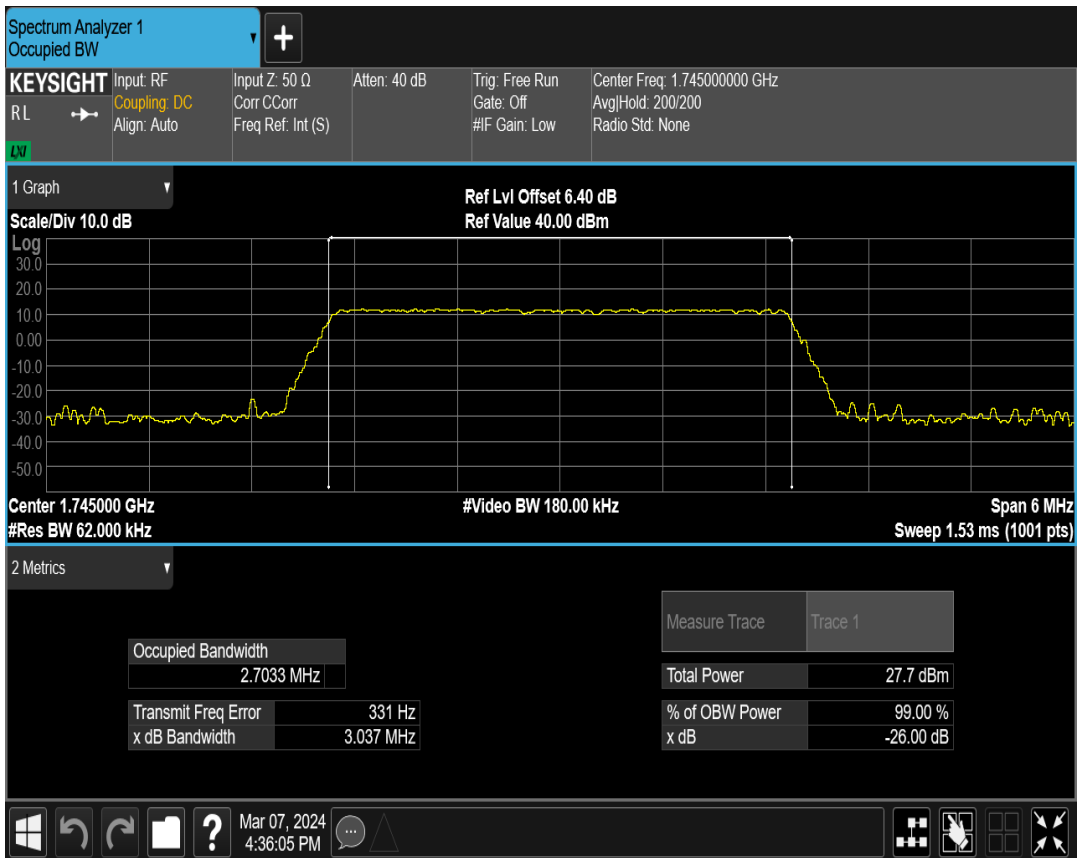 Spectrum Analyzer 1
Occupied BW
KEYSIGHT
RL
LXI
Input: RF
Coupling: DC
Align: Auto
Input Z: 50 Ω
Corr CCorr
Freq Ref: Int (S)
Atten: 40 dB
Trig: Free Run
Gate: Off
#IF Gain: Low
Center Freq: 1.745000000 GHz
Avg|Hold: 200/200
Radio Std: None
1 Graph
Ref Lvl Offset 6.40 dB
Scale/Div 10.0 dB
Ref Value 40.00 dBm
Log
30.0
20.0
10.0
0.00
-10.0
-20.0
-30.0
-40.0
-50.0
Center 1.745000 GHz
#Video BW 180.00 kHz
Span 6 MHz
#Res BW 62.000 kHz
Sweep 1.53 ms (1001 pts)
2 Metrics
Measure Trace
Trace 1
Occupied Bandwidth
2.7033 MHz
Total Power
27.7 dBm
Transmit Freq Error
331 Hz
% of OBW Power
99.00 %
x dB Bandwidth
3.037 MHz
x dB
-26.00 dB
Mar 07, 2024
4:36:05 PM